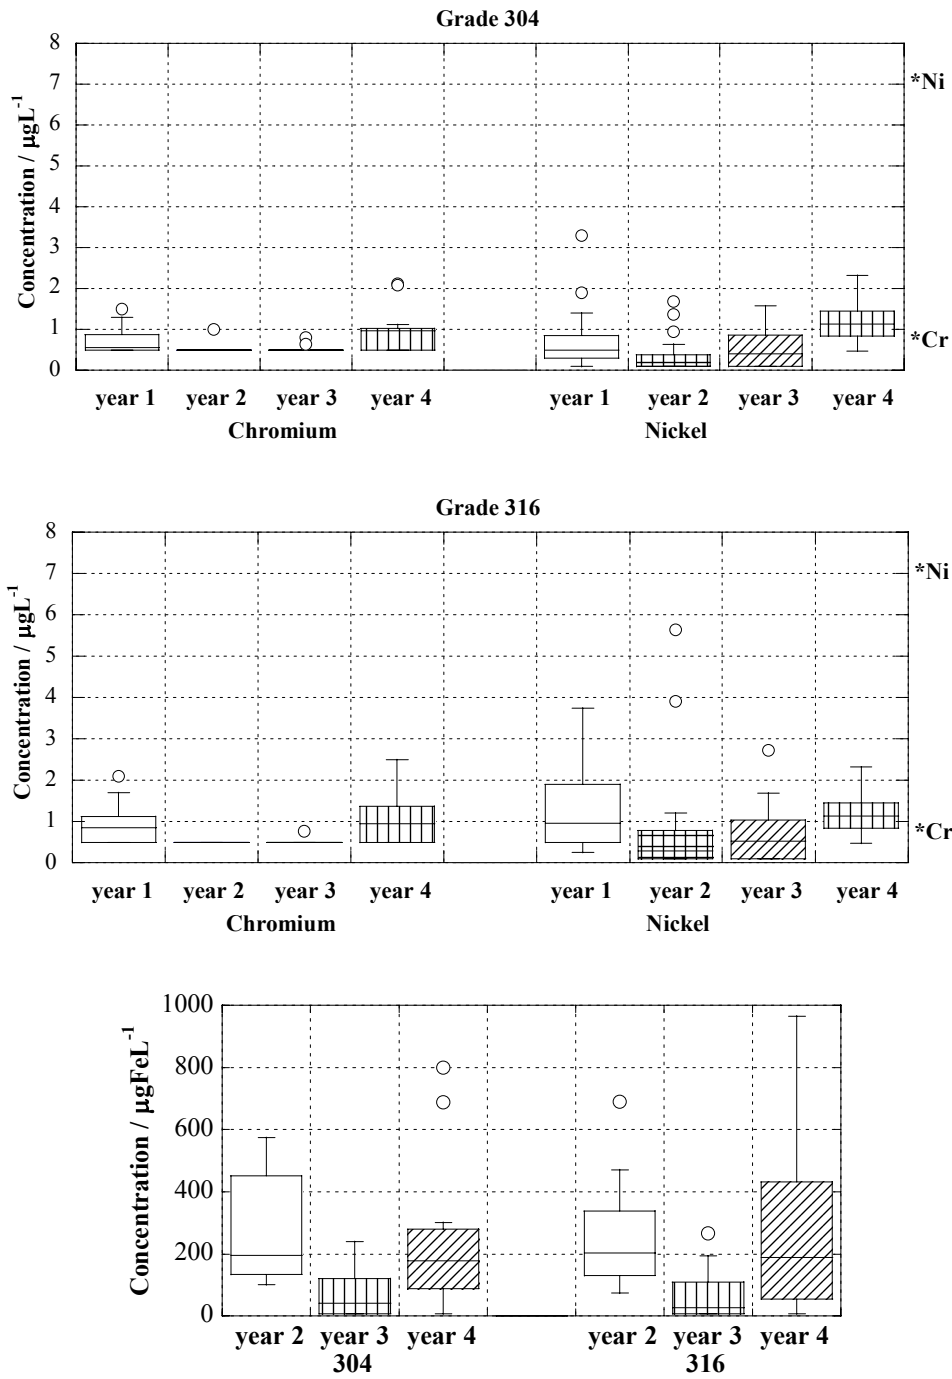 Grade 304
8
7
6
5
4
3
2
1
0
Concentration / µgL⁻¹
*Ni
*Cr
year 1 year 2 year 3 year 4 year 1 year 2 year 3 year 4
Chromium Nickel
Grade 316
8
7
6
5
4
3
2
1
0
Concentration / µgL⁻¹
*Ni
*Cr
year 1 year 2 year 3 year 4 year 1 year 2 year 3 year 4
Chromium Nickel
1000
800
600
400
200
0
Concentration / µgFeL⁻¹
year 2 year 3 year 4 year 2 year 3 year 4
304 316